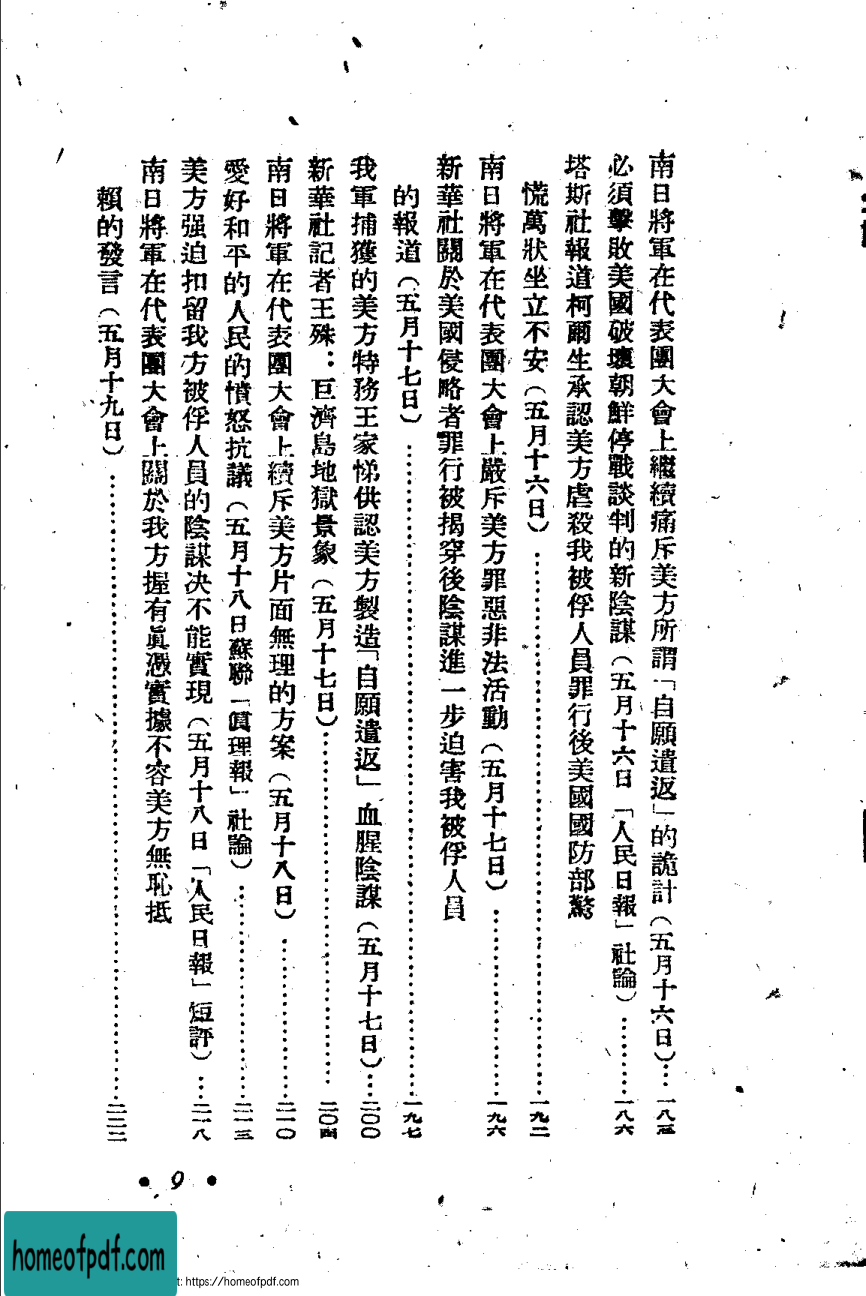 南日將軍在代表團大會上繼續痛斥美方所謂「自願遣返」的詭計（五月十六日）…一八三
必須擊敗美國破壞朝鮮停戰談判的新陰謀（五月十六日「人民日報」社論）………一八六
塔斯社報道柯爾生承認美方虐殺我被俘人員罪行後美國國防部驚
慌萬狀坐立不安（五月十六日）………一九二
南日將軍在代表團大會上嚴斥美方罪惡非法活動（五月十七日）………一九六
新華社關於美國侵略者罪行被揭穿後陰謀進一步迫害我被俘人員
的報道（五月十七日）………一九七
我軍捕獲的美方特務王家悌供認美方製造「自願遣返」血腥陰謀（五月十七日）…二〇〇
新華社記者王殊：巨濟島地獄景象（五月十七日）………二〇四
南日將軍在代表團大會上續斥美方片面無理的方案（五月十八日）………二一〇
愛好和平的人民的憤怒抗議（五月十八日蘇聯「眞理報」社論）………二一三
美方强迫扣留我方被俘人員的陰謀决不能實現（五月十八日「人民日報」短評）…二一八
南日將軍在代表團大會上關於我方握有眞憑實據不容美方無恥抵
賴的發言（五月十九日）………二二二
• 9 •
homeofpdf.com
t: https://homeofpdf.com